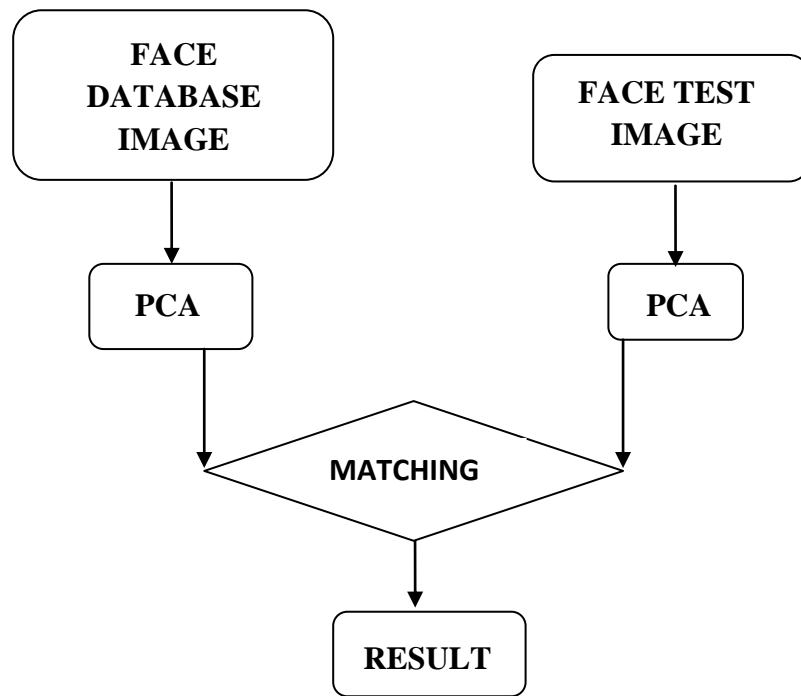 FACE
DATABASE
IMAGE
FACE TEST
IMAGE
PCA
PCA
MATCHING
RESULT